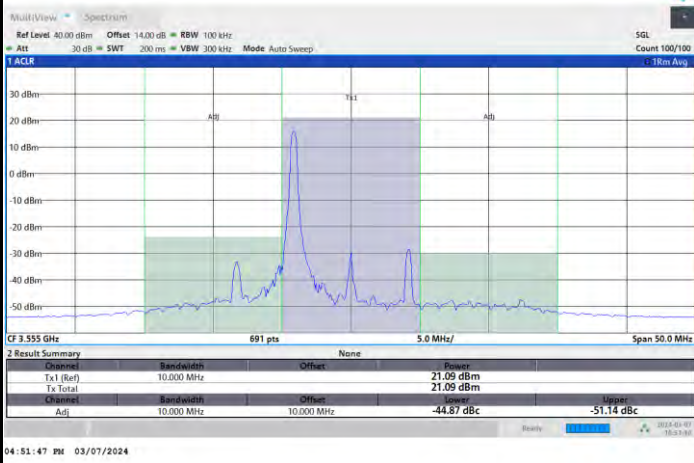 MultiView Spectrum
Ref Level 40.00 dBm Offset 14.00 dB RBW 100 kHz SGL
Att 30 dB SWT 200 ms VBW 300 kHz Mode Auto Sweep Count 100/100
1 ACLR 1Rm Avg
30 dBm
Tx1
20 dBm
Adj Adj
10 dBm
0 dBm
-10 dBm
-20 dBm
-30 dBm
-40 dBm
-50 dBm
CF 3.555 GHz 691 pts 5.0 MHz/ Span 50.0 MHz
2 Result Summary None
Channel Bandwidth Offset Power
Tx1 (Ref) 10.000 MHz 21.09 dBm
Tx Total 21.09 dBm
Channel Bandwidth Offset Lower Upper
Adj 10.000 MHz 10.000 MHz -44.87 dBc -51.14 dBc
Ready
04:51:47 PM 03/07/2024